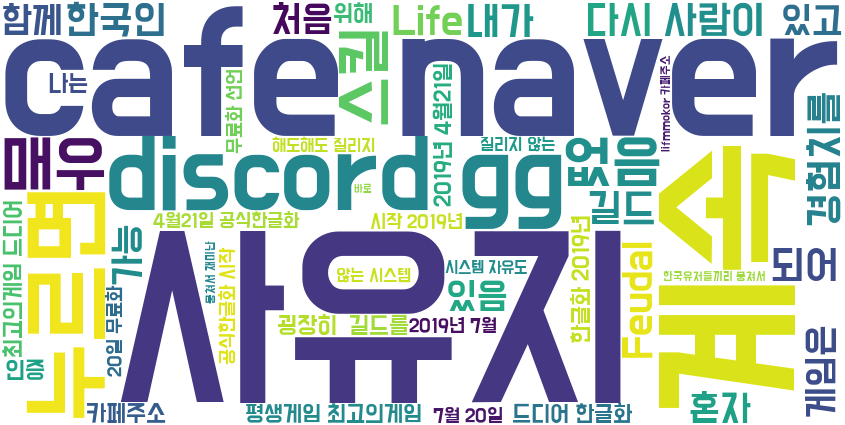 함께 한국인 처음 위해 Life 내가 다시 사람이 있고
cafe naver
나는
스킬
무료화 선언
2019년 4월21일
lifmmokor 카페주소
매우
해도해도 질리지
질리지 않는
없음
경험치를
discord gg
바로
길드
계속
누르면
최고의게임 드디어
4월21일 공식한글화
시작 2019년
가능
사유지
뭉쳐서 재미난
공식한글화 시작
20일 무료화
않는 시스템
시스템 자유도
있음
한글화 2019년
Feudal
한국유저들끼리 뭉쳐서
되어
굉장히
길드를
2019년 7월
게임은
카페주소
평생게임 최고의게임
7월 20일
드디어 한글화
혼자